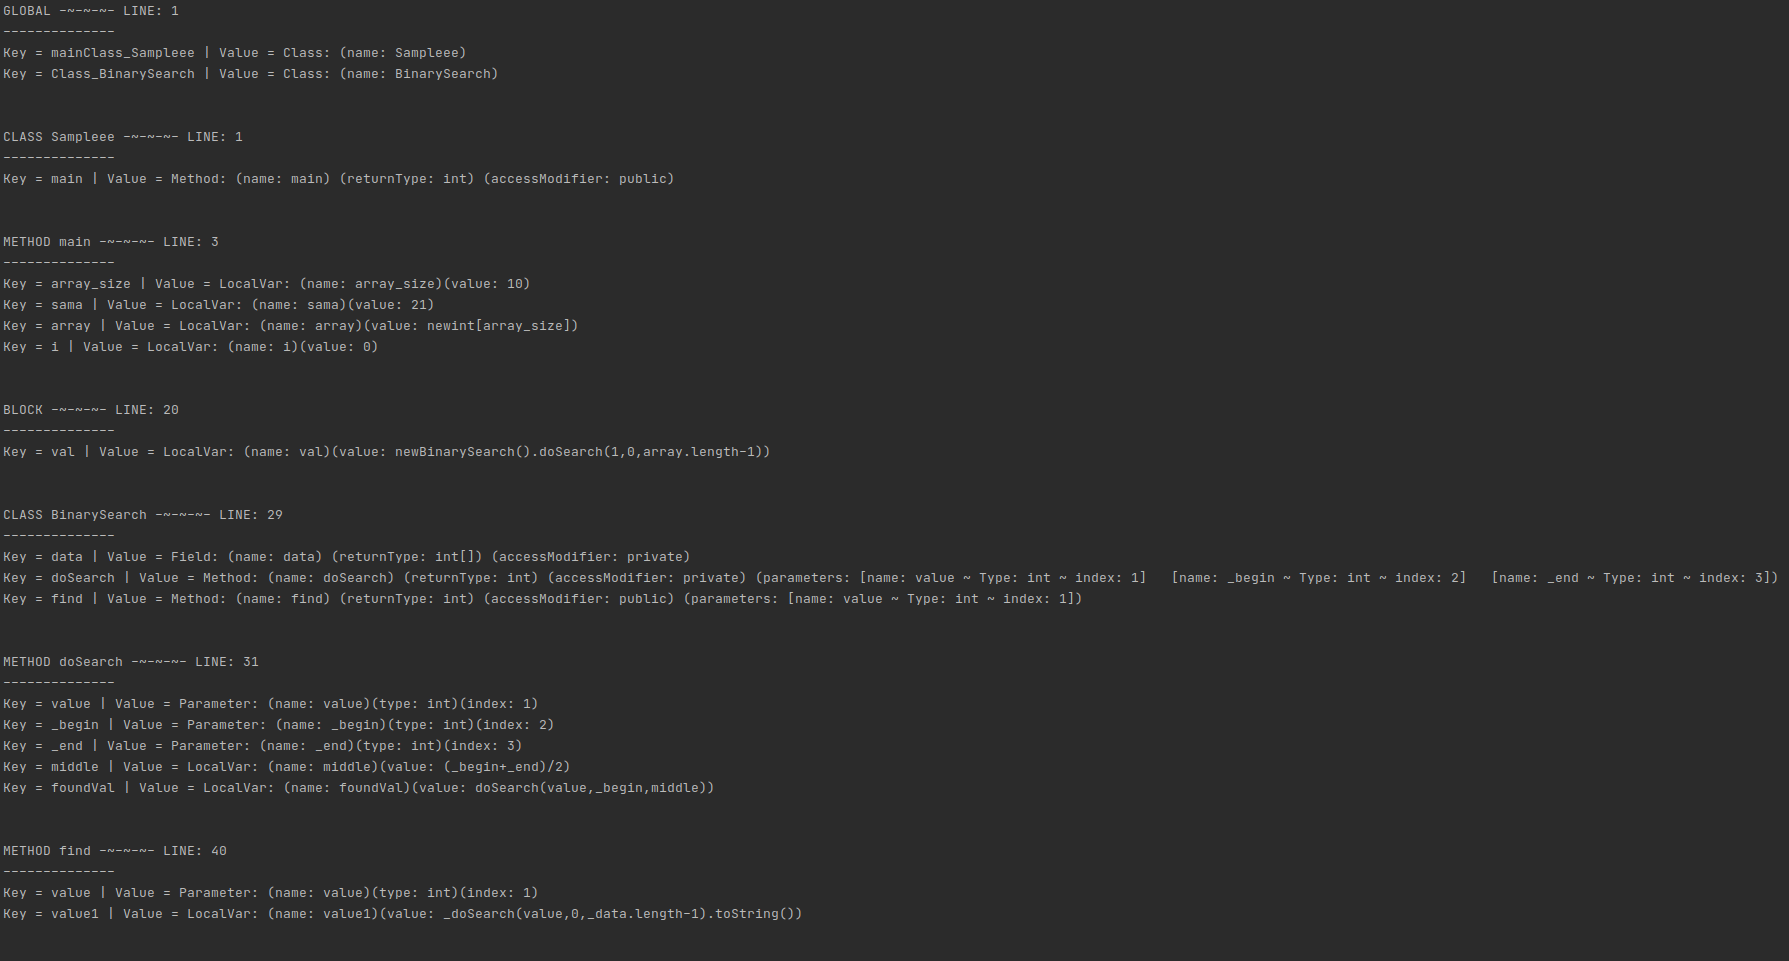 GLOBAL -~-~-~- LINE: 1
--------------
Key = mainClass_Sampleee | Value = Class: (name: Sampleee)
Key = Class_BinarySearch | Value = Class: (name: BinarySearch)
CLASS Sampleee -~-~-~- LINE: 1
--------------
Key = main | Value = Method: (name: main) (returnType: int) (accessModifier: public)
METHOD main -~-~-~- LINE: 3
--------------
Key = array_size | Value = LocalVar: (name: array_size)(value: 10)
Key = sama | Value = LocalVar: (name: sama)(value: 21)
Key = array | Value = LocalVar: (name: array)(value: newint[array_size])
Key = i | Value = LocalVar: (name: i)(value: 0)
BLOCK -~-~-~- LINE: 20
--------------
Key = val | Value = LocalVar: (name: val)(value: newBinarySearch().doSearch(1,0,array.length-1))
CLASS BinarySearch -~-~-~- LINE: 29
--------------
Key = data | Value = Field: (name: data) (returnType: int[]) (accessModifier: private)
Key = doSearch | Value = Method: (name: doSearch) (returnType: int) (accessModifier: private) (parameters: [name: value ~ Type: int ~ index: 1]   [name: _begin ~ Type: int ~ index: 2]   [name: _end ~ Type: int ~ index: 3])
Key = find | Value = Method: (name: find) (returnType: int) (accessModifier: public) (parameters: [name: value ~ Type: int ~ index: 1])
METHOD doSearch -~-~-~- LINE: 31
--------------
Key = value | Value = Parameter: (name: value)(type: int)(index: 1)
Key = _begin | Value = Parameter: (name: _begin)(type: int)(index: 2)
Key = _end | Value = Parameter: (name: _end)(type: int)(index: 3)
Key = middle | Value = LocalVar: (name: middle)(value: (_begin+_end)/2)
Key = foundVal | Value = LocalVar: (name: foundVal)(value: doSearch(value,_begin,middle))
METHOD find -~-~-~- LINE: 40
--------------
Key = value | Value = Parameter: (name: value)(type: int)(index: 1)
Key = value1 | Value = LocalVar: (name: value1)(value: _doSearch(value,0,_data.length-1).toString())